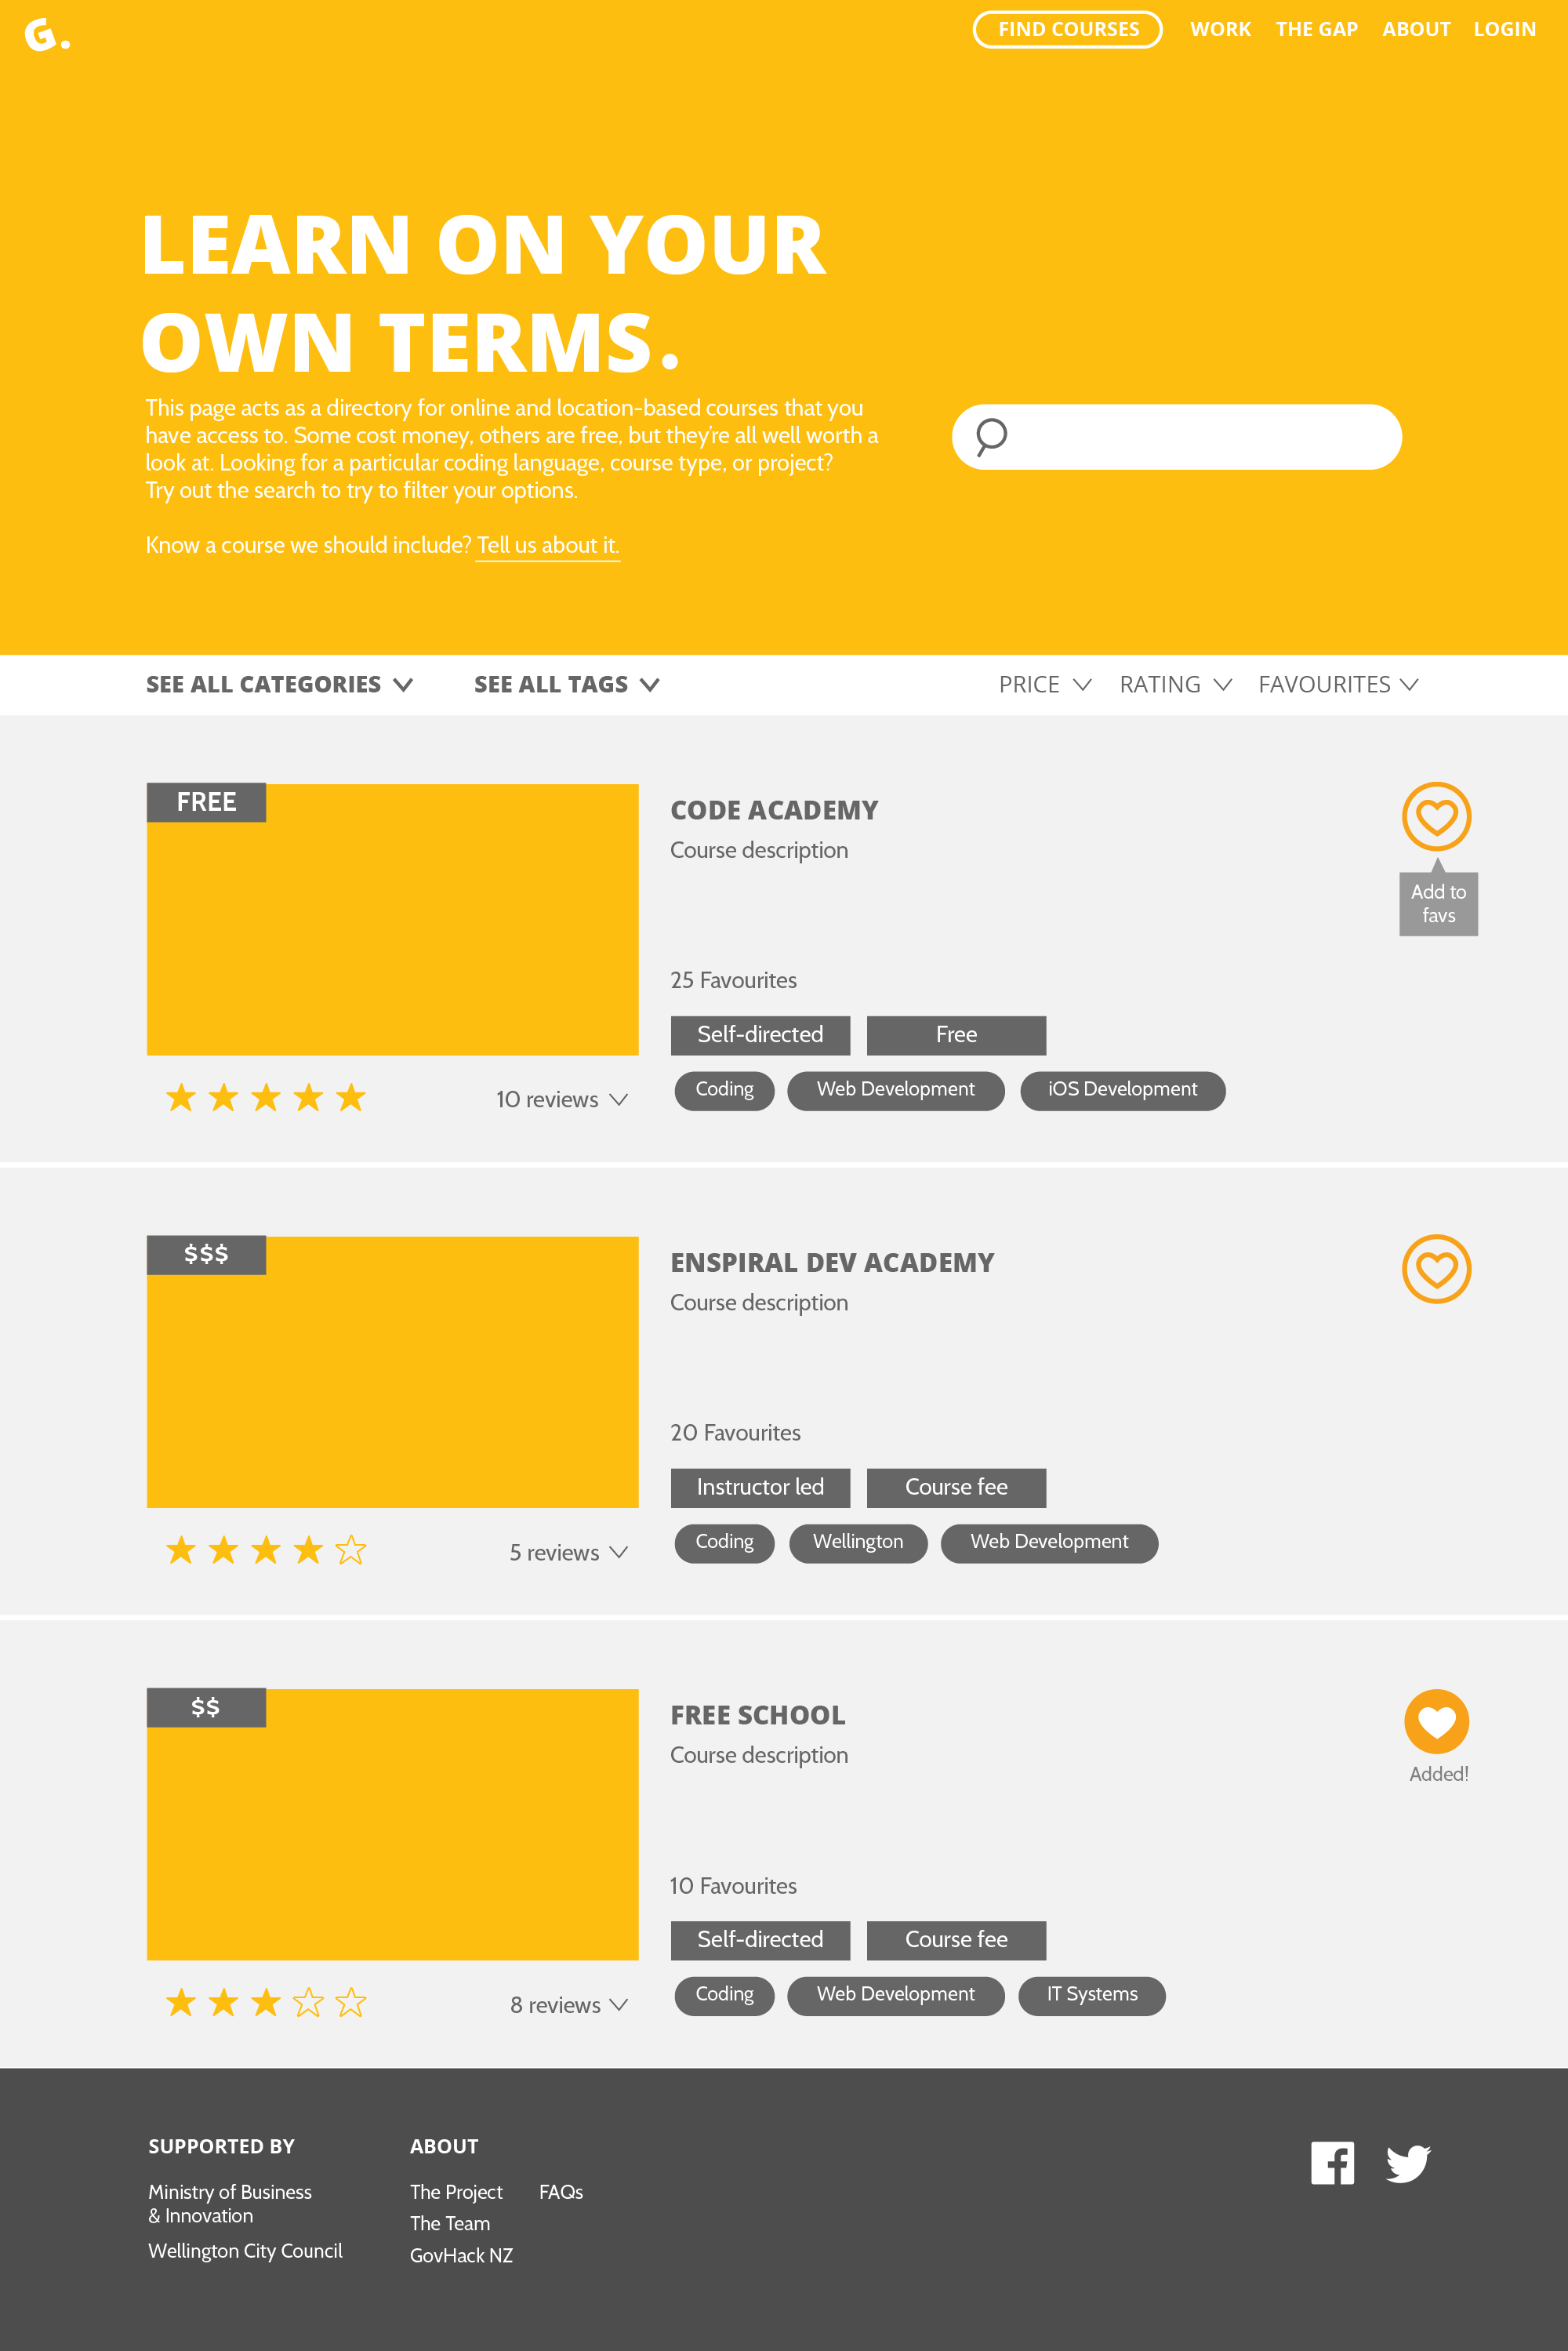 G.
FIND COURSES
WORK
THE GAP
ABOUT
LOGIN
LEARN ON YOUR
OWN TERMS.
This page acts as a directory for online and location-based courses that you
have access to. Some cost money, others are free, but they're all well worth a
look at. Looking for a particular coding language, course type, or project?
Try out the search to try to filter your options.
Know a course we should include? Tell us about it.
SEE ALL CATEGORIES
SEE ALL TAGS
PRICE
RATING
FAVOURITES
FREE
CODE ACADEMY
Course description
Add to
favs
25 Favourites
Self-directed
Free
10 reviews
Coding
Web Development
iOS Development
$$$
ENSPIRAL DEV ACADEMY
Course description
20 Favourites
Instructor led
Course fee
5 reviews
Coding
Wellington
Web Development
$$
FREE SCHOOL
Course description
Added!
10 Favourites
Self-directed
Course fee
8 reviews
Coding
Web Development
IT Systems
SUPPORTED BY
Ministry of Business
& Innovation
Wellington City Council
ABOUT
The Project
FAQs
The Team
GovHack NZ